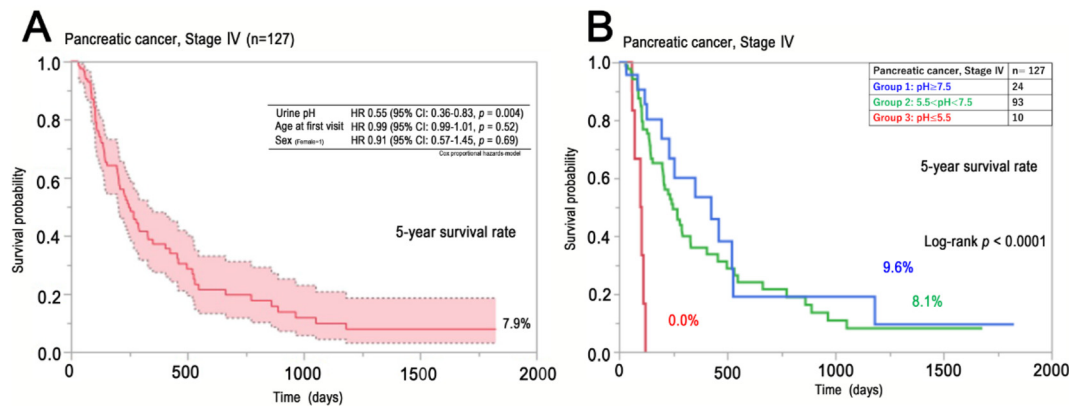 A
Pancreatic cancer, Stage IV (n=127)
Urine pH HR 0.55 (95% CI: 0.36-0.83, p = 0.004)
Age at first visit HR 0.99 (95% CI: 0.99-1.01, p = 0.52)
Sex (Female=1) HR 0.91 (95% CI: 0.57-1.45, p = 0.69)
Cox proportional hazards model
5-year survival rate
7.9%
Survival probability
1.0
0.8
0.6
0.4
0.2
0.0
0 500 1000 1500 2000
Time (days)
B
Pancreatic cancer, Stage IV
Pancreatic cancer, Stage IV n= 127
Group 1: pH≥7.5 24
Group 2: 5.5<pH<7.5 93
Group 3: pH≤5.5 10
5-year survival rate
Log-rank p < 0.0001
9.6%
8.1%
0.0%
Survival probability
1.0
0.8
0.6
0.4
0.2
0.0
0 500 1000 1500 2000
Time (days)